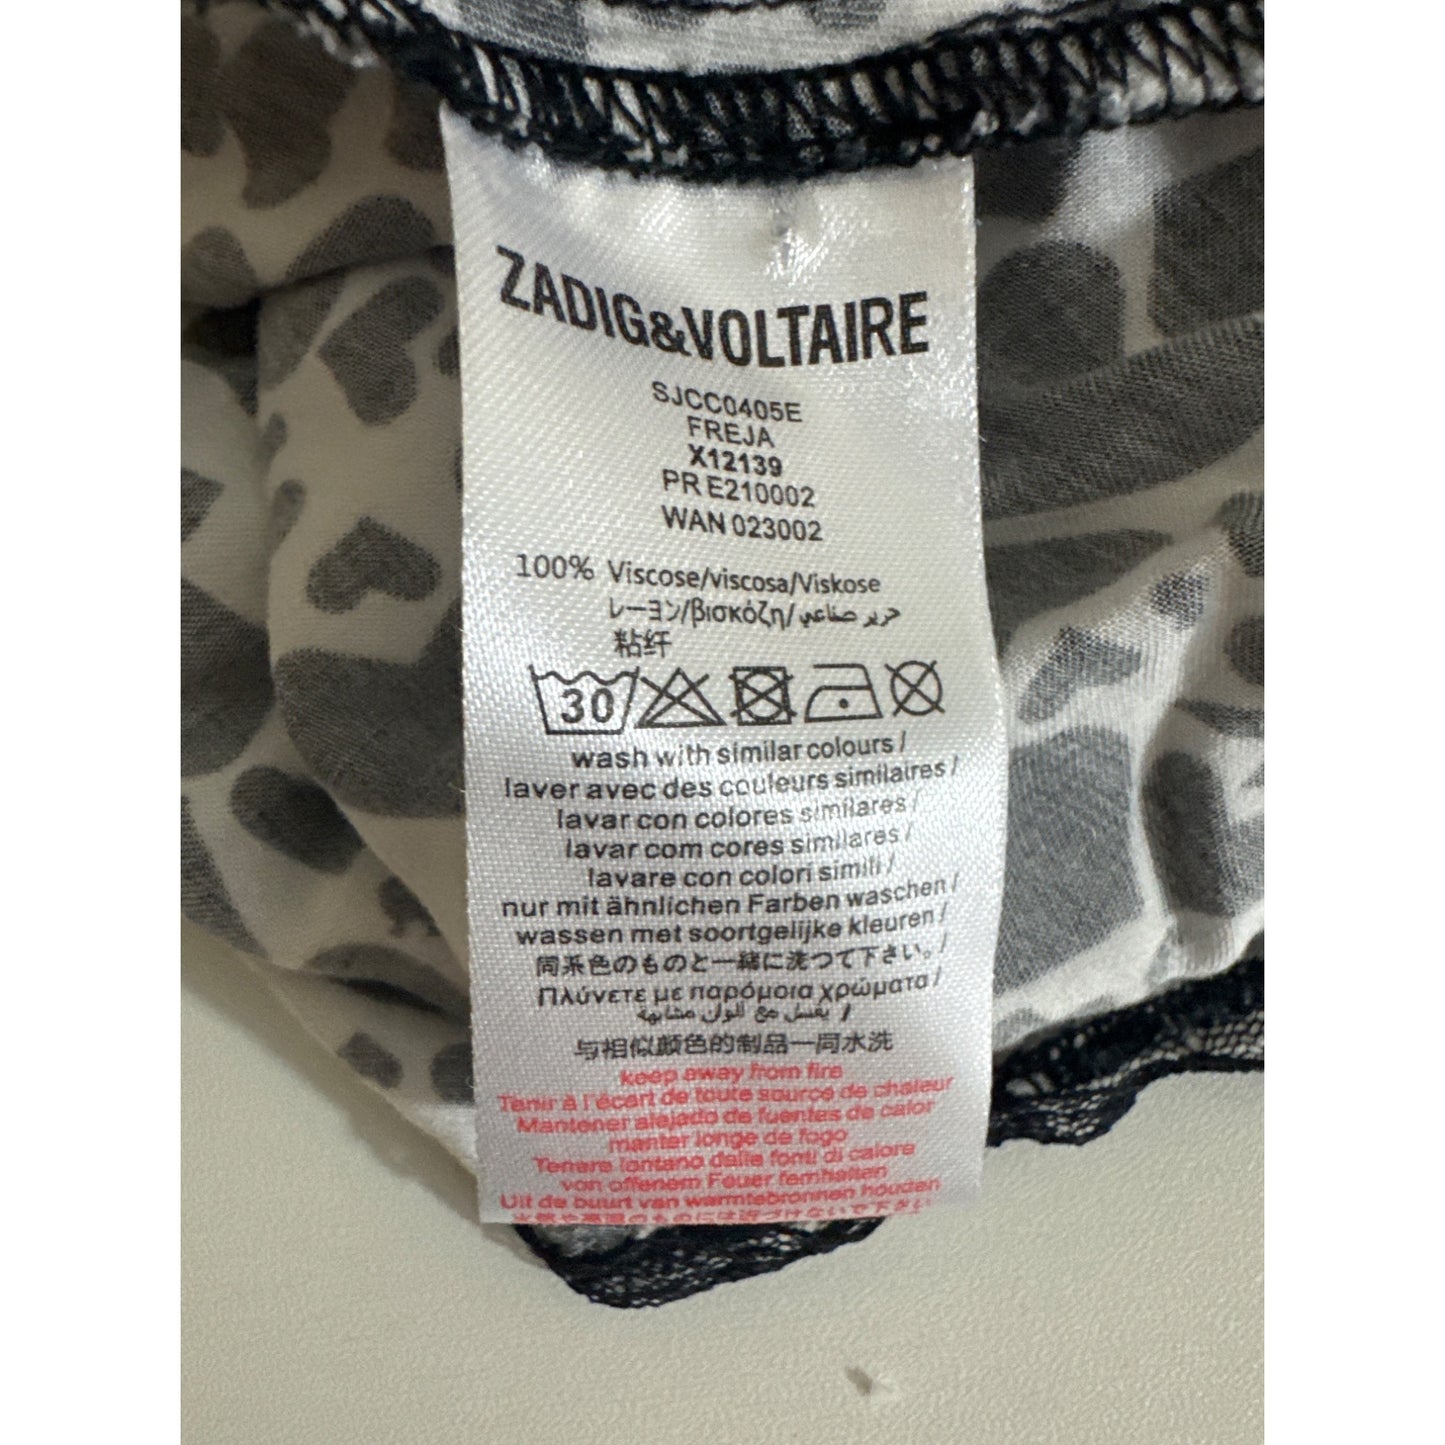 ZADIG&VOLTAIRE
SJCC0405E
FREJA
X12139
PRE210002
WAN 023002
100% Viscose/viscosa/Viskose
レーヨン/βισκόζη/حرير صناعي
粘纤
30
wash with similar colours /
laver avec des couleurs similaires /
lavar con colores similares /
lavar com cores similares /
lavare con colori simili /
nur mit ähnlichen Farben waschen /
wassen met soortgelijke kleuren /
同系色のものと一緒に洗って下さい。/
Πλύνετε με παρόμοια χρώματα /
يغسل مع ألوان مشابهة /
与相似颜色的制品一同水洗
keep away from fire
Tenir à l'écart de toute source de chaleur
Mantener alejado de fuentes de calor
manter longe de fogo
Tenere lontano dalle fonti di calore
von offenem Feuer fernhalten
Uit de buurt van warmtebronnen houden